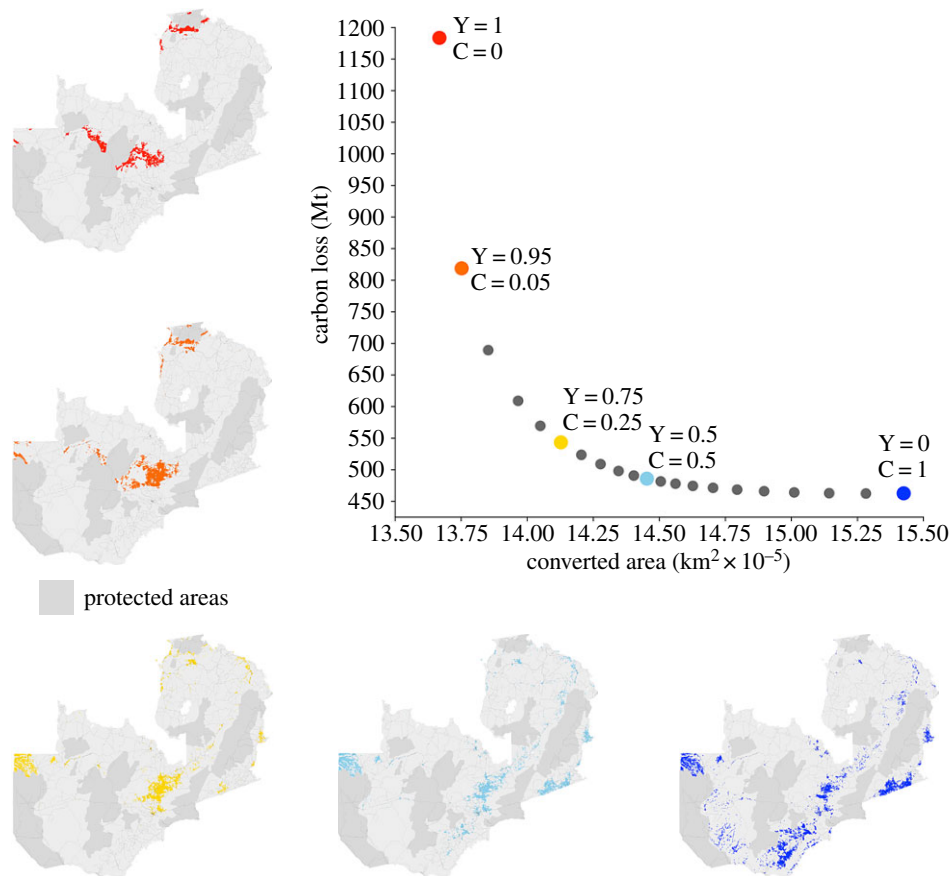 1200
1150
1100
1050
1000
950
900
850
800
750
700
650
600
550
500
450
carbon loss (Mt)
Y = 1
C = 0
Y = 0.95
C = 0.05
Y = 0.75
C = 0.25
Y = 0.5
C = 0.5
Y = 0
C = 1
13.50 13.75 14.00 14.25 14.50 14.75 15.00 15.25 15.50
converted area (km² × 10⁻⁵)
protected areas